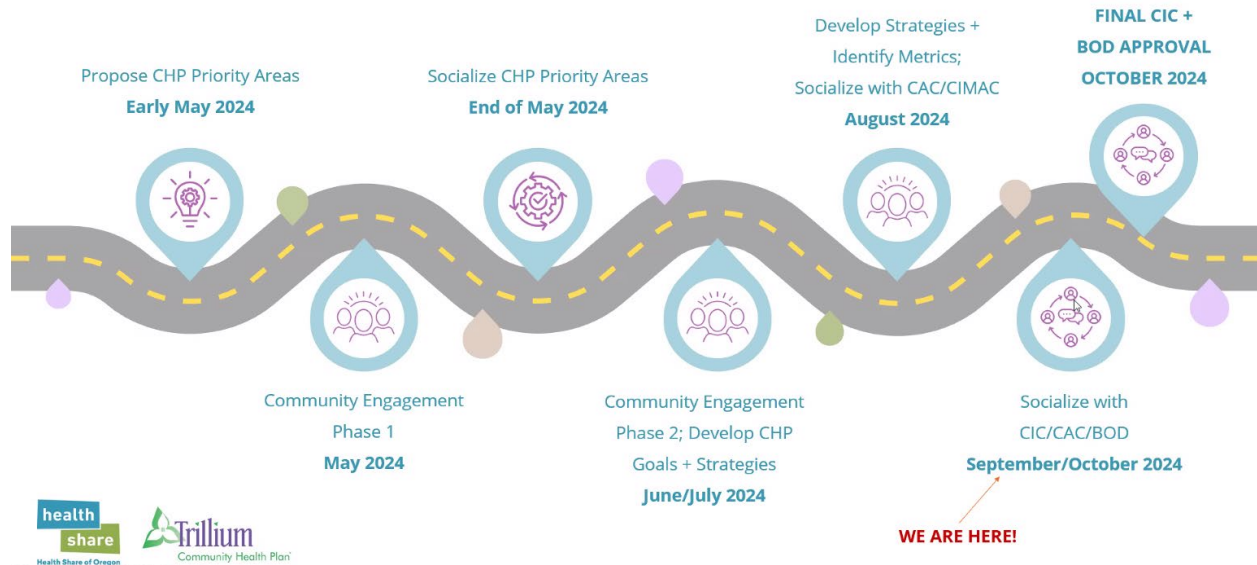 Propose CHP Priority Areas
Early May 2024
Community Engagement
Phase 1
May 2024
Socialize CHP Priority Areas
End of May 2024
Community Engagement
Phase 2; Develop CHP
Goals + Strategies
June/July 2024
Develop Strategies +
Identify Metrics;
Socialize with CAC/CIMAC
August 2024
Socialize with
CIC/CAC/BOD
September/October 2024
WE ARE HERE!
FINAL CIC +
BOD APPROVAL
OCTOBER 2024
health
share
Health Share of Oregon
Trillium
Community Health Plan